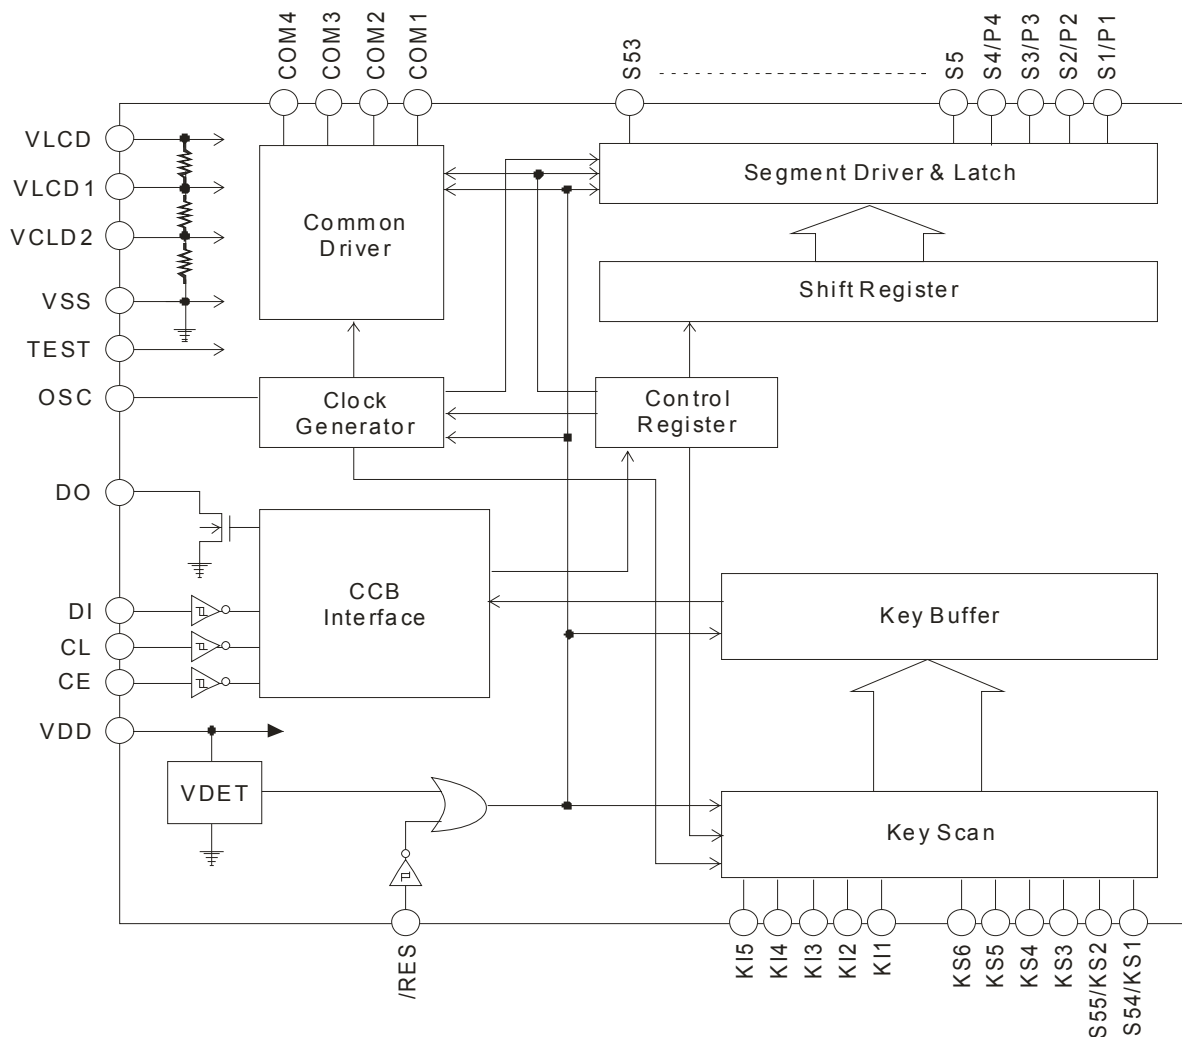 COM4
COM3
COM2
COM1
S53
S5
S4/P4
S3/P3
S2/P2
S1/P1
VLCD
VLCD1
VCLD2
VSS
TEST
OSC
DO
DI
CL
CE
VDD
Common
Driver
Segment Driver & Latch
Shift Register
Clock
Generator
Control
Register
CCB
Interface
Key Buffer
VDET
Key Scan
/RES
KI5
KI4
KI3
KI2
KI1
KS6
KS5
KS4
KS3
S55/KS2
S54/KS1